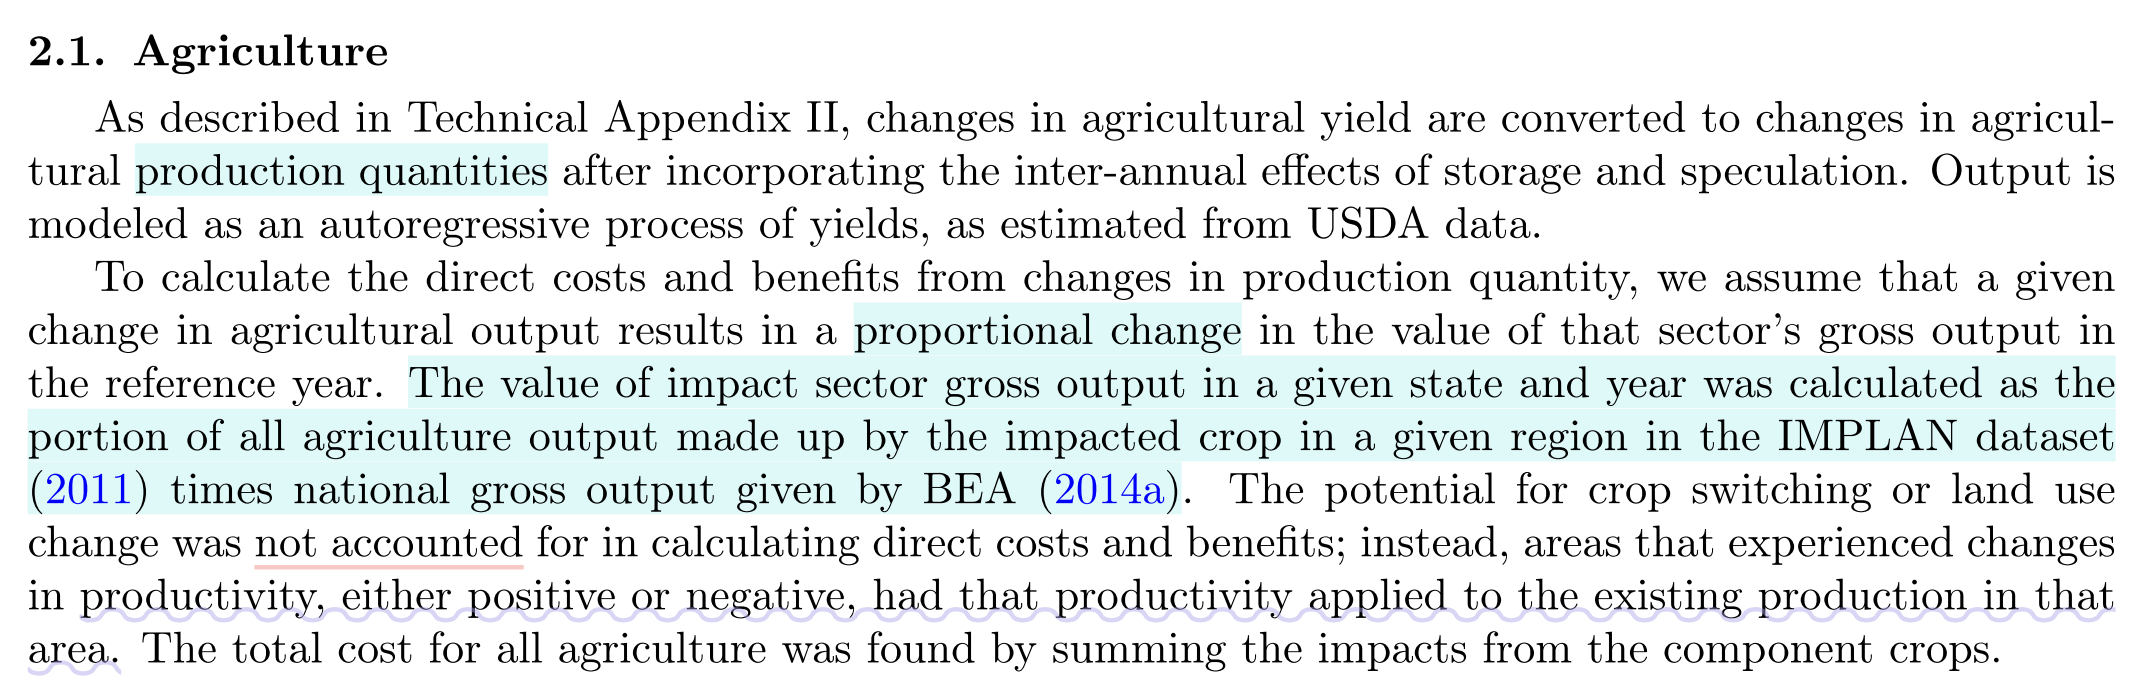 2.1. Agriculture
As described in Technical Appendix II, changes in agricultural yield are converted to changes in agricul-
tural production quantities after incorporating the inter-annual effects of storage and speculation. Output is
modeled as an autoregressive process of yields, as estimated from USDA data.
To calculate the direct costs and benefits from changes in production quantity, we assume that a given
change in agricultural output results in a proportional change in the value of that sector's gross output in
the reference year. The value of impact sector gross output in a given state and year was calculated as the
portion of all agriculture output made up by the impacted crop in a given region in the IMPLAN dataset
(2011) times national gross output given by BEA (2014a). The potential for crop switching or land use
change was not accounted for in calculating direct costs and benefits; instead, areas that experienced changes
in productivity, either positive or negative, had that productivity applied to the existing production in that
area. The total cost for all agriculture was found by summing the impacts from the component crops.